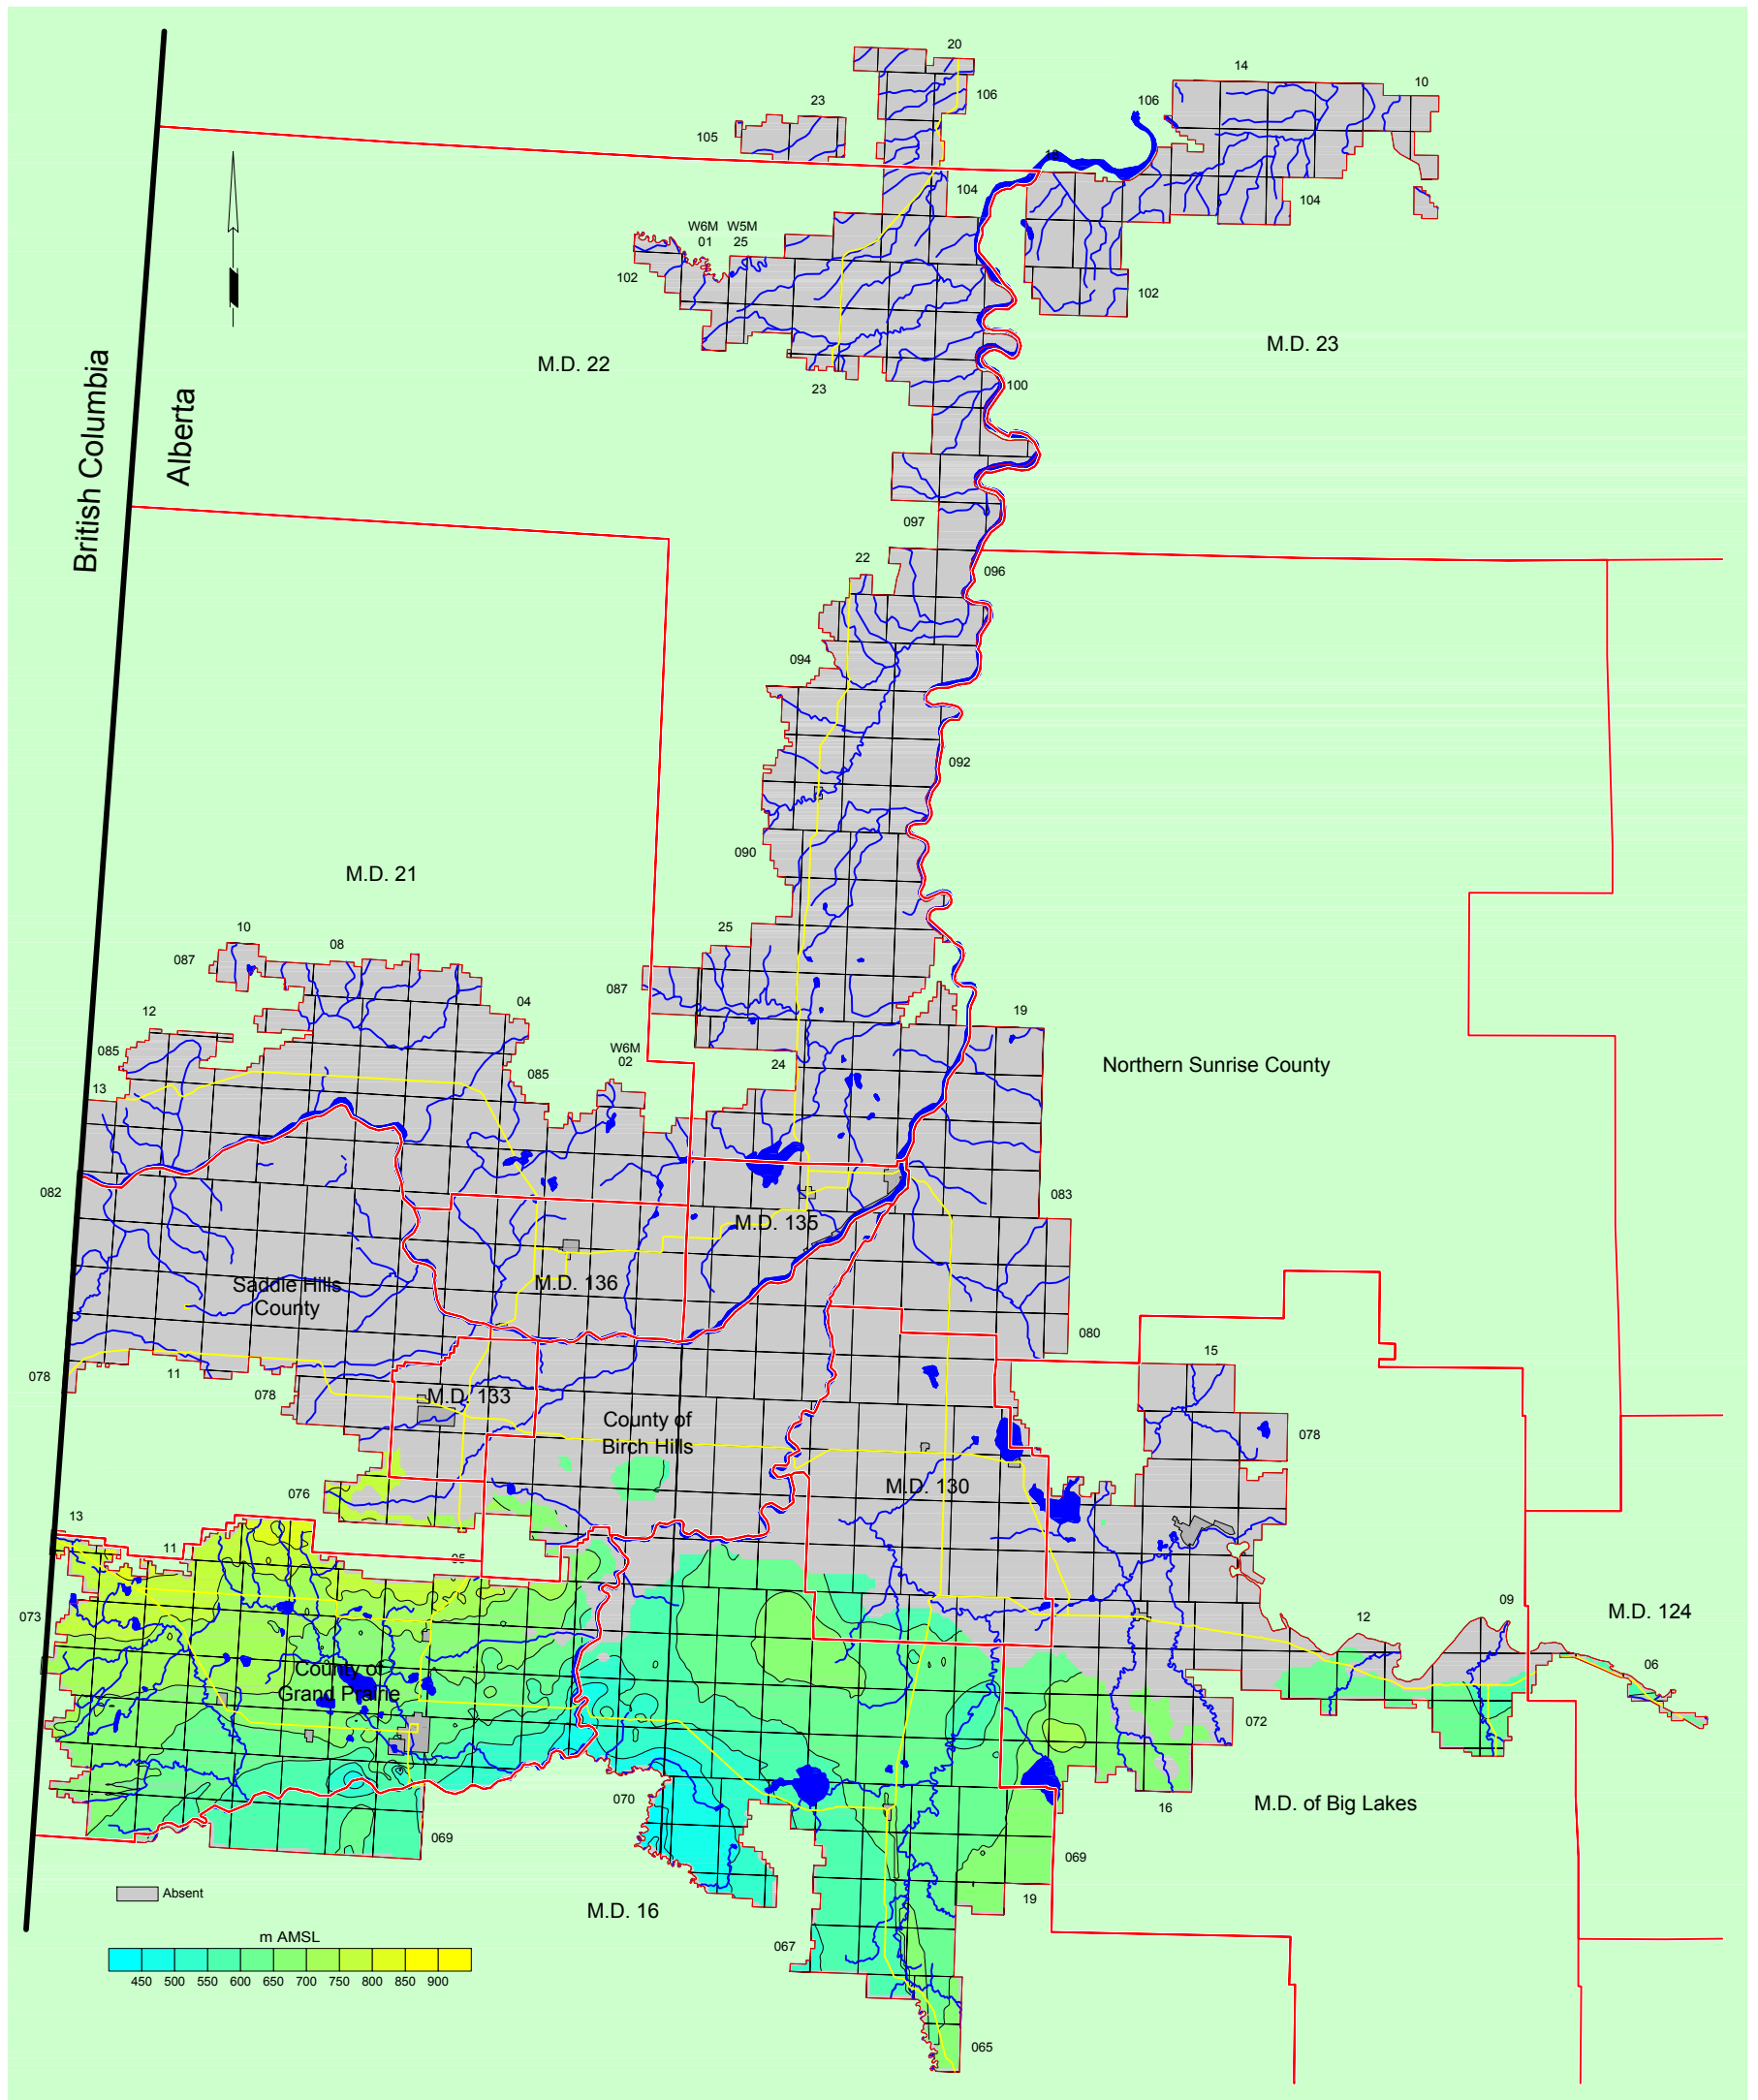 20
14
10
106
106
23
105
18
104
104
W6M W5M
01 25
102
102
M.D. 23
M.D. 22
British Columbia
Alberta
23
100
097
096
22
094
092
090
M.D. 21
25
10
08
087
087
04
19
12
085
W6M
02
Northern Sunrise County
24
085
13
082
083
M.D. 135
M.D. 136
Saddle Hills
County
080
15
078
11
078
M.D. 133
County of
Birch Hills
078
M.D. 130
076
13
11
05
09
M.D. 124
073
12
06
County of
Grand Prairie
072
070
16
M.D. of Big Lakes
069
069
19
Absent
M.D. 16
m AMSL
067
450 500 550 600 650 700 750 800 850 900
065